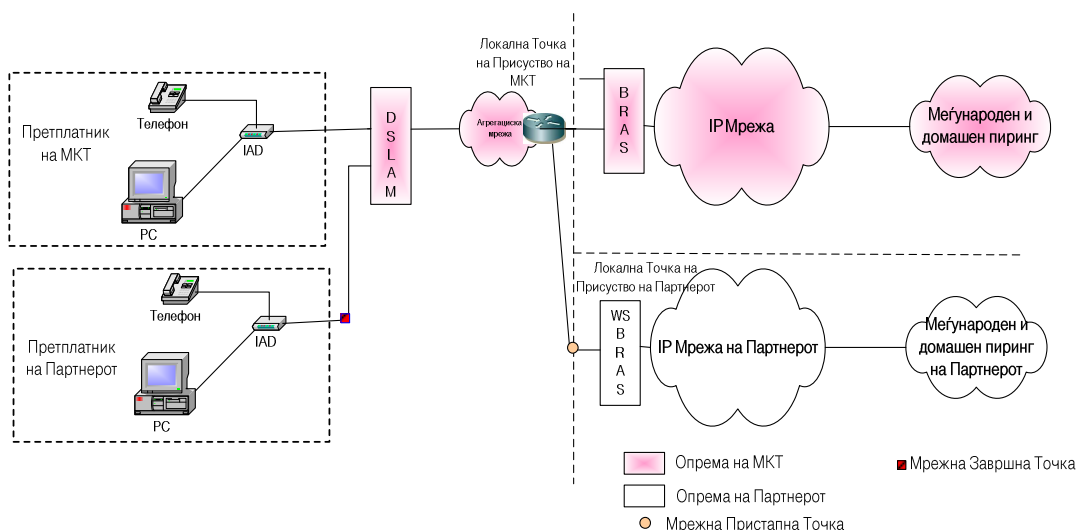 Локална Точка
на Присуство на
МКТ
Претплатник
на МКТ
Телефон
IAD
PC
D
S
L
A
M
Агрегациска
мрежа
B
R
A
S
IP Мрежа
Меѓународен и
домашен пиринг
Претплатник
на Партнерот
Телефон
IAD
PC
Локална Точка на
Присуство на Партнерот
WS
B
R
A
S
IP Мрежа на Партнерот
Меѓународен и
домашен пиринг
на Партнерот
Опрема на МКТ
Мрежна Завршна Точка
Опрема на Партнерот
Мрежна Пристапна Точка